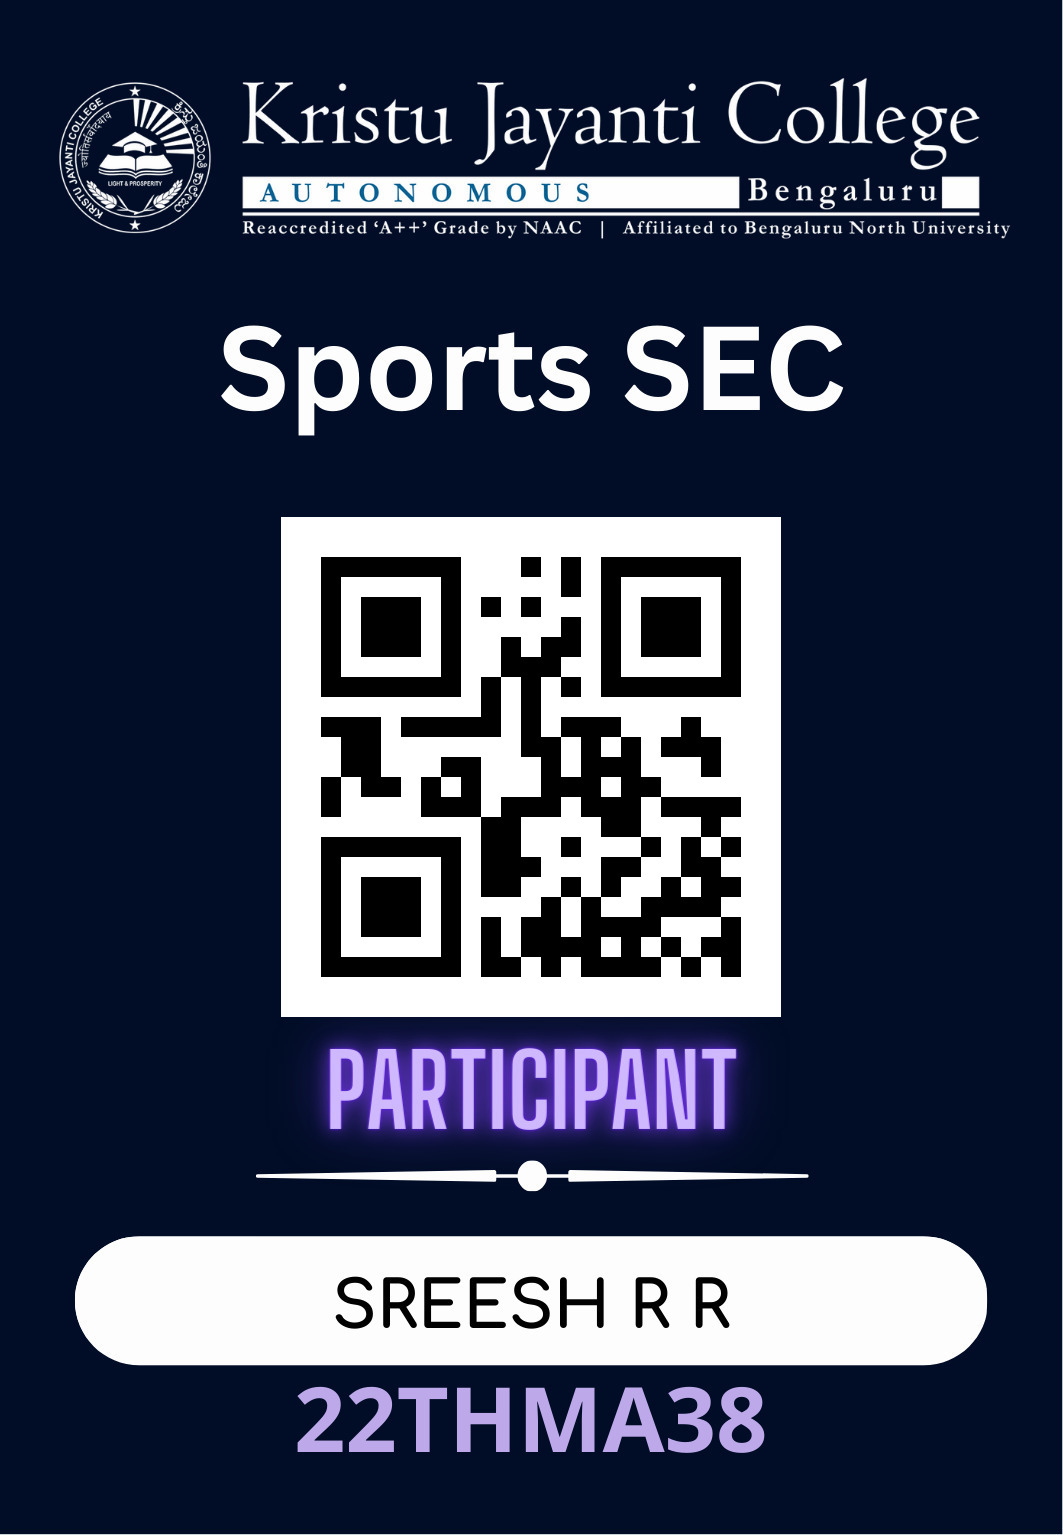 Kristu Jayanti College
AUTONOMOUS Bengaluru
Reaccredited ‘A++’ Grade by NAAC | Affiliated to Bengaluru North University
KRISTU JAYANTI COLLEGE
ಕ್ರಿಸ್ತು ಜಯಂತಿ ಕಾಲೇಜು
LIGHT & PROSPERITY
Sports SEC
PARTICIPANT
SREESH R R
22THMA38